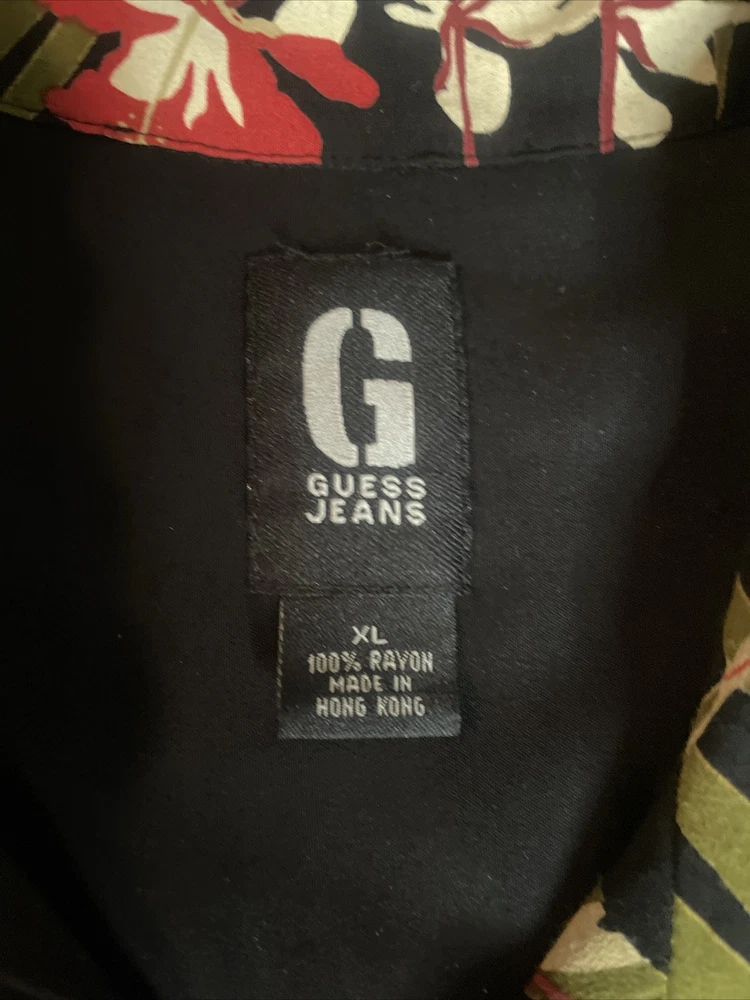 G
GUESS
JEANS
XL
100% RAYON
MADE IN
HONG KONG